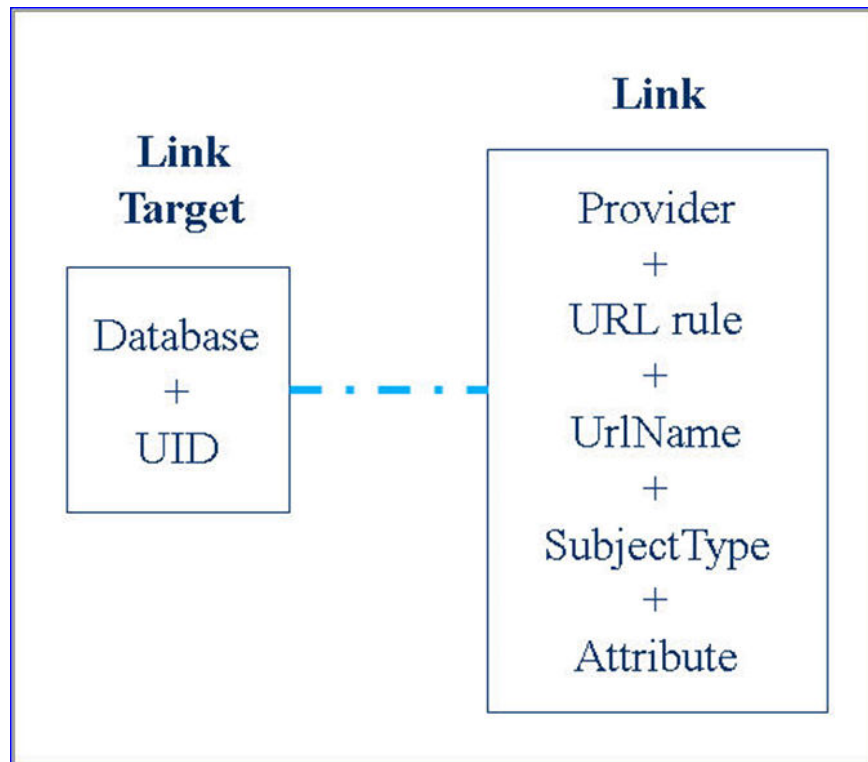 Link
Target
Database
+
UID
Link
Provider
+
URL rule
+
UrlName
+
SubjectType
+
Attribute